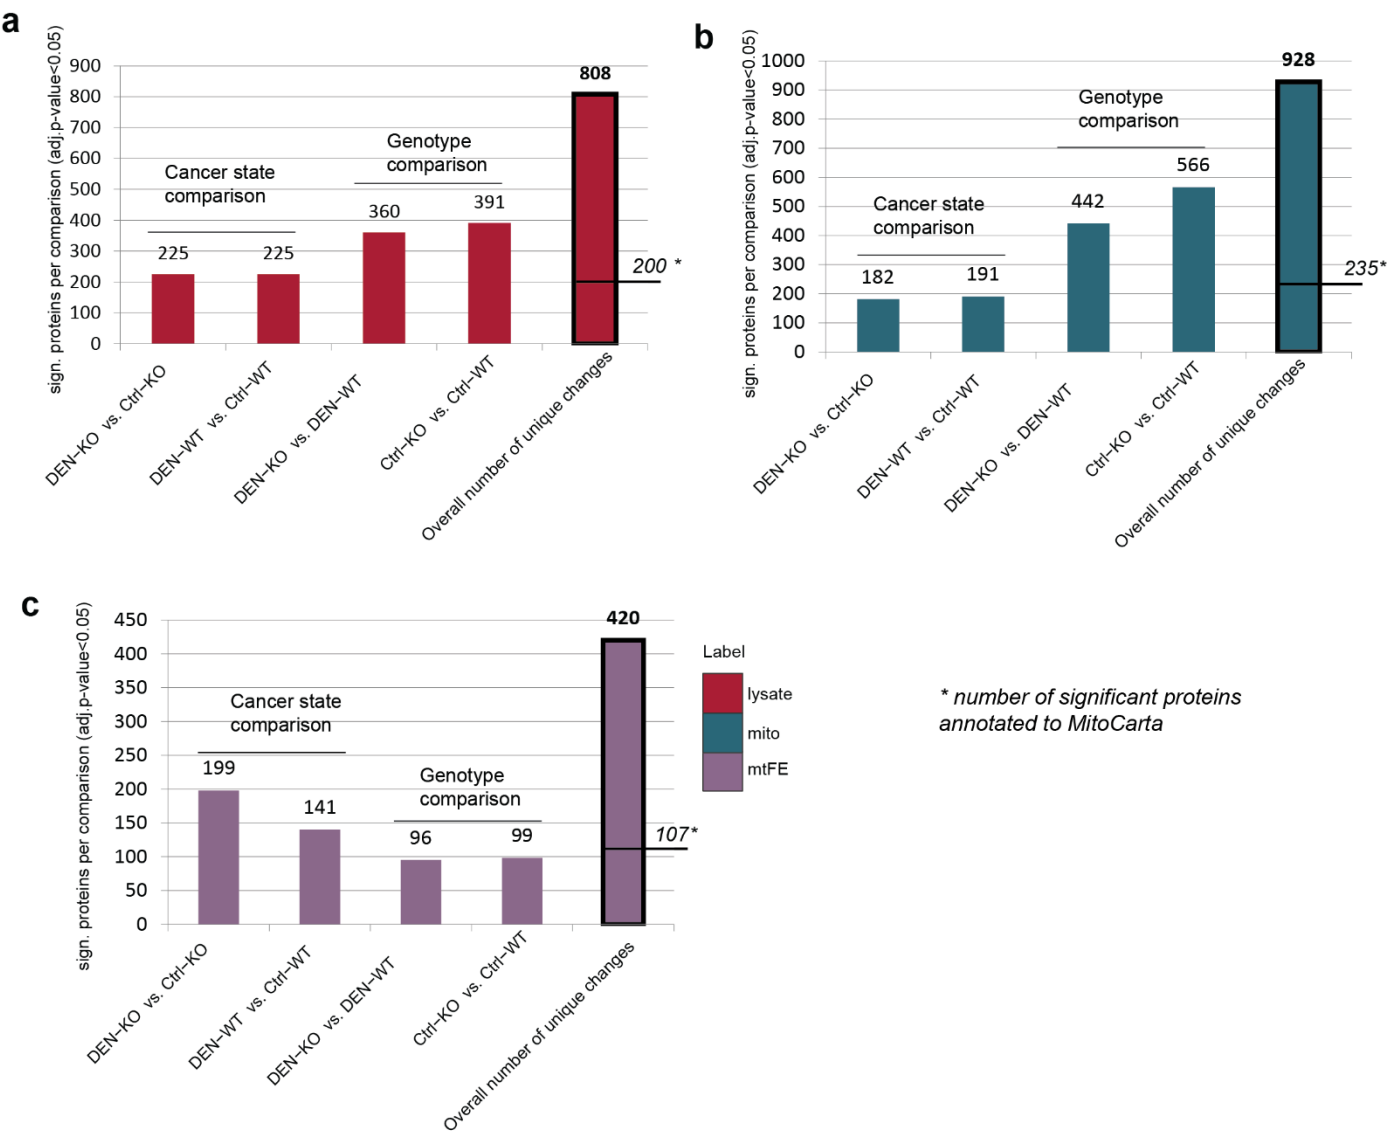 a
sign. proteins per comparison (adj.p-value<0.05)
900
800
700
600
500
400
300
200
100
0
Cancer state
comparison
Genotype
comparison
225
225
360
391
808
200 *
DEN−KO vs. Ctrl−KO
DEN−WT vs. Ctrl−WT
DEN−KO vs. DEN−WT
Ctrl−KO vs. Ctrl−WT
Overall number of unique changes
b
sign. proteins per comparison (adj.p-value<0.05)
1000
900
800
700
600
500
400
300
200
100
0
Cancer state
comparison
Genotype
comparison
182
191
442
566
928
235*
DEN−KO vs. Ctrl−KO
DEN−WT vs. Ctrl−WT
DEN−KO vs. DEN−WT
Ctrl−KO vs. Ctrl−WT
Overall number of unique changes
c
sign. proteins per comparison (adj.p-value<0.05)
450
400
350
300
250
200
150
100
50
0
Cancer state
comparison
Genotype
comparison
199
141
96
99
420
107*
DEN−KO vs. Ctrl−KO
DEN−WT vs. Ctrl−WT
DEN−KO vs. DEN−WT
Ctrl−KO vs. Ctrl−WT
Overall number of unique changes
Label
lysate
mito
mtFE
* number of significant proteins
annotated to MitoCarta